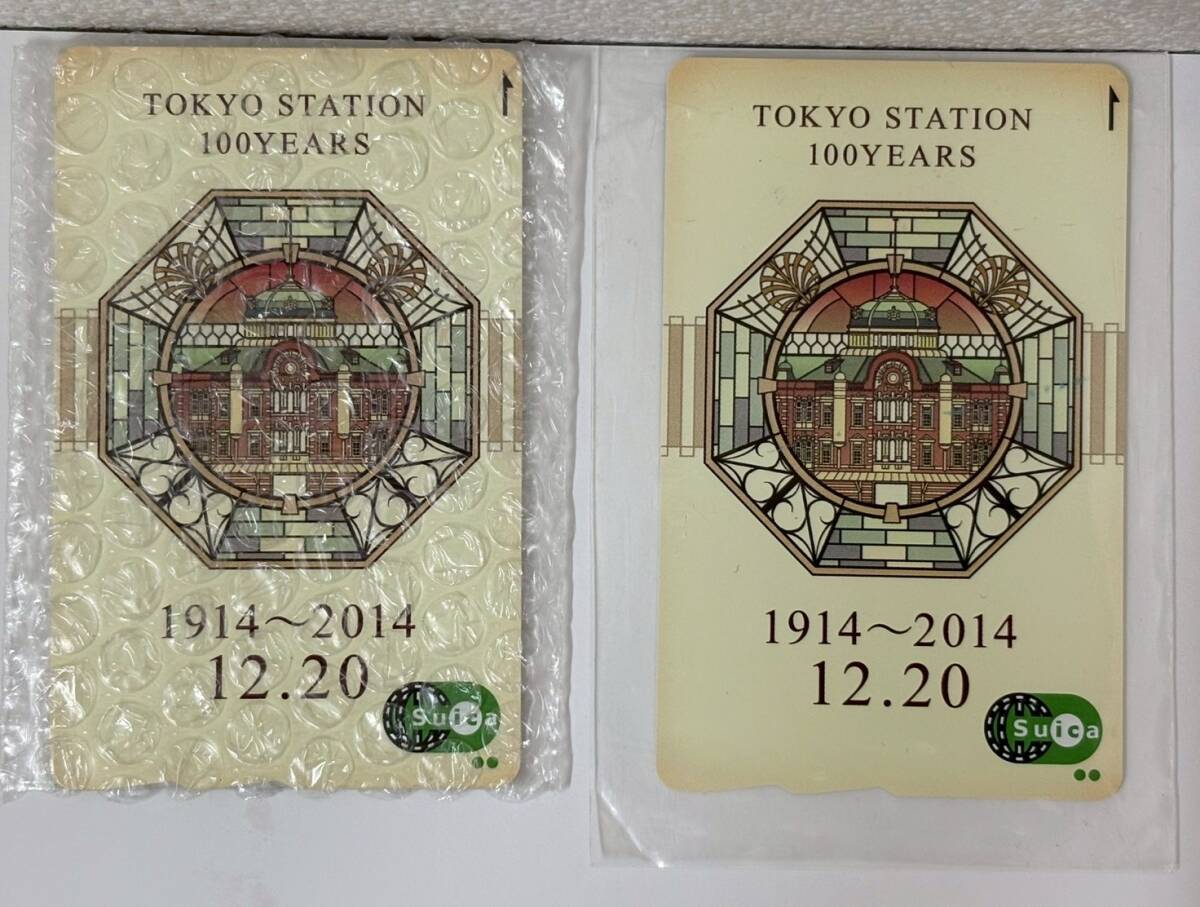 TOKYO STATION
100YEARS
1914～2014
12.20
Suica
TOKYO STATION
100YEARS
1914～2014
12.20
Suica